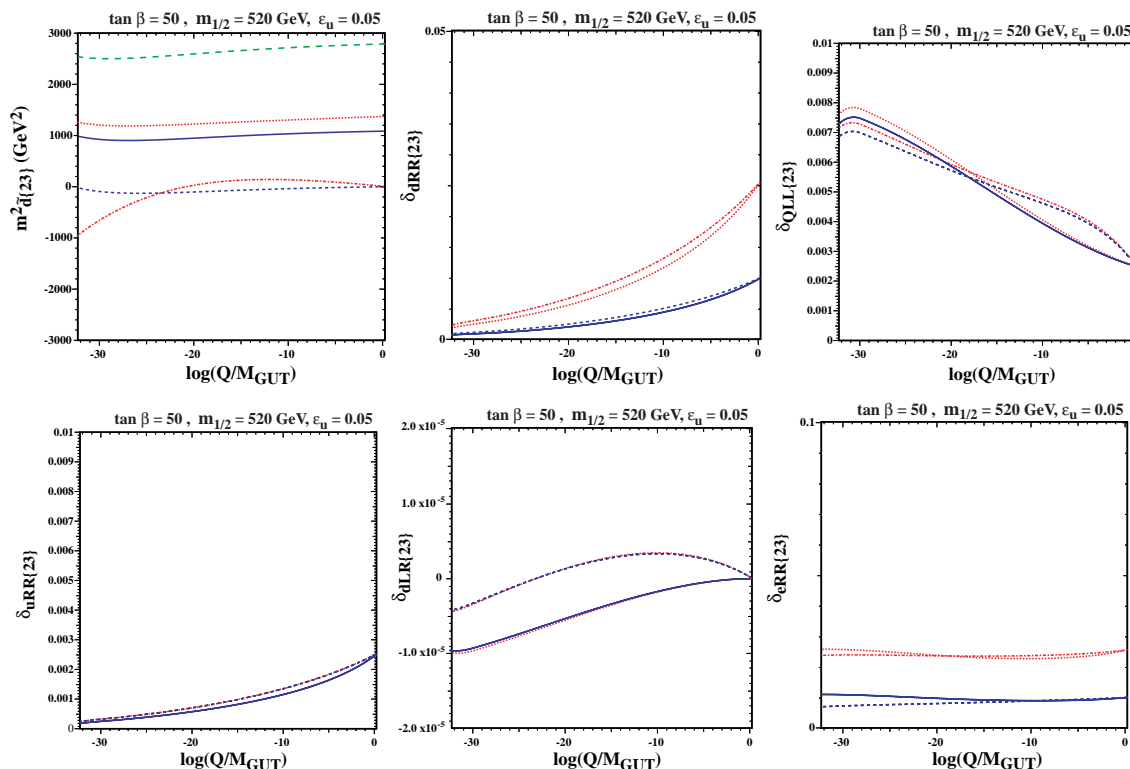 tan β = 50 , m1/2 = 520 GeV, εu = 0.05
m²d̃{23} (GeV²)
3000
2000
1000
0
-1000
-2000
-3000
-30
-20
-10
0
log(Q/MGUT)
tan β = 50 , m1/2 = 520 GeV, εu = 0.05
δdRR{23}
0.05
0
-30
-20
-10
0
log(Q/MGUT)
tan β = 50 , m1/2 = 520 GeV, εu = 0.05
δQLL{23}
0.01
0.009
0.008
0.007
0.006
0.005
0.004
0.003
0.002
0.001
0
-30
-20
-10
0
log(Q/MGUT)
tan β = 50 , m1/2 = 520 GeV, εu = 0.05
δuRR{23}
0.01
0.009
0.008
0.007
0.006
0.005
0.004
0.003
0.002
0.001
0
-30
-20
-10
0
log(Q/MGUT)
tan β = 50 , m1/2 = 520 GeV, εu = 0.05
δdLR{23}
2.0 x10⁻⁵
1.0 x10⁻⁵
0
-1.0 x10⁻⁵
-2.0 x10⁻⁵
-30
-20
-10
0
log(Q/MGUT)
tan β = 50 , m1/2 = 520 GeV, εu = 0.05
δeRR{23}
0.1
0
-30
-20
-10
0
log(Q/MGUT)